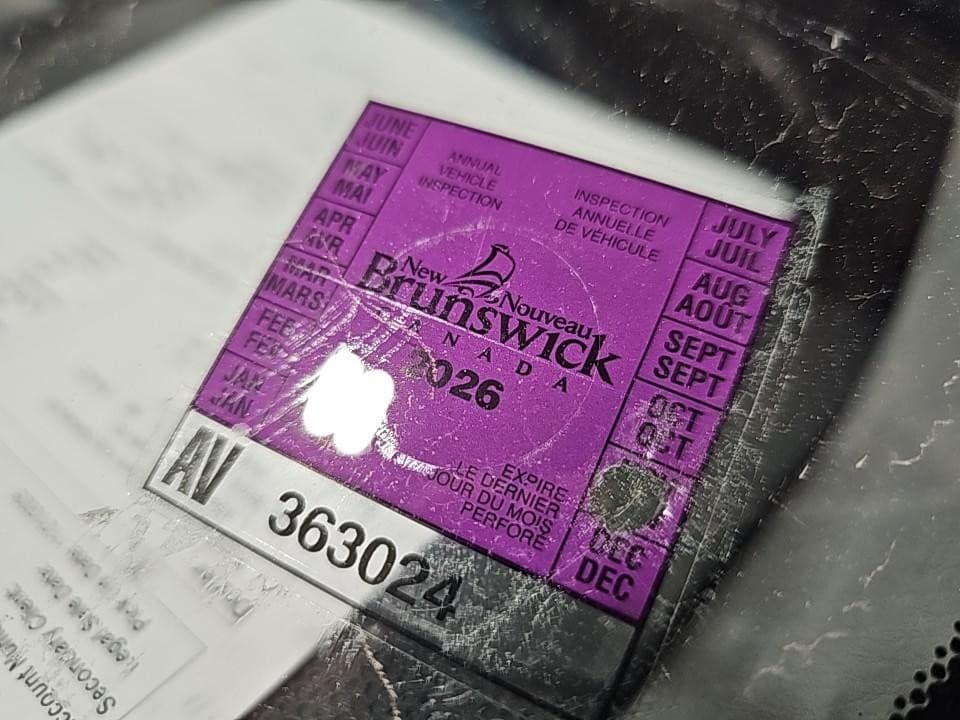 JUNE
JUIN
MAY
MAI
APR
AVR
MAR
MARS
FEB
JAN
JAN
ANNUAL
VEHICLE
INSPECTION
INSPECTION
ANNUELLE
DE VÉHICULE
New Nouveau
Brunswick
CANADA
2026
EXPIRE
LE DERNIER
JOUR DU MOIS
PERFORÉ
JULY
JUIL
AUG
AOÛT
SEPT
SEPT
OCT
OCT
DEC
DÉC
AV 363024
Secondary